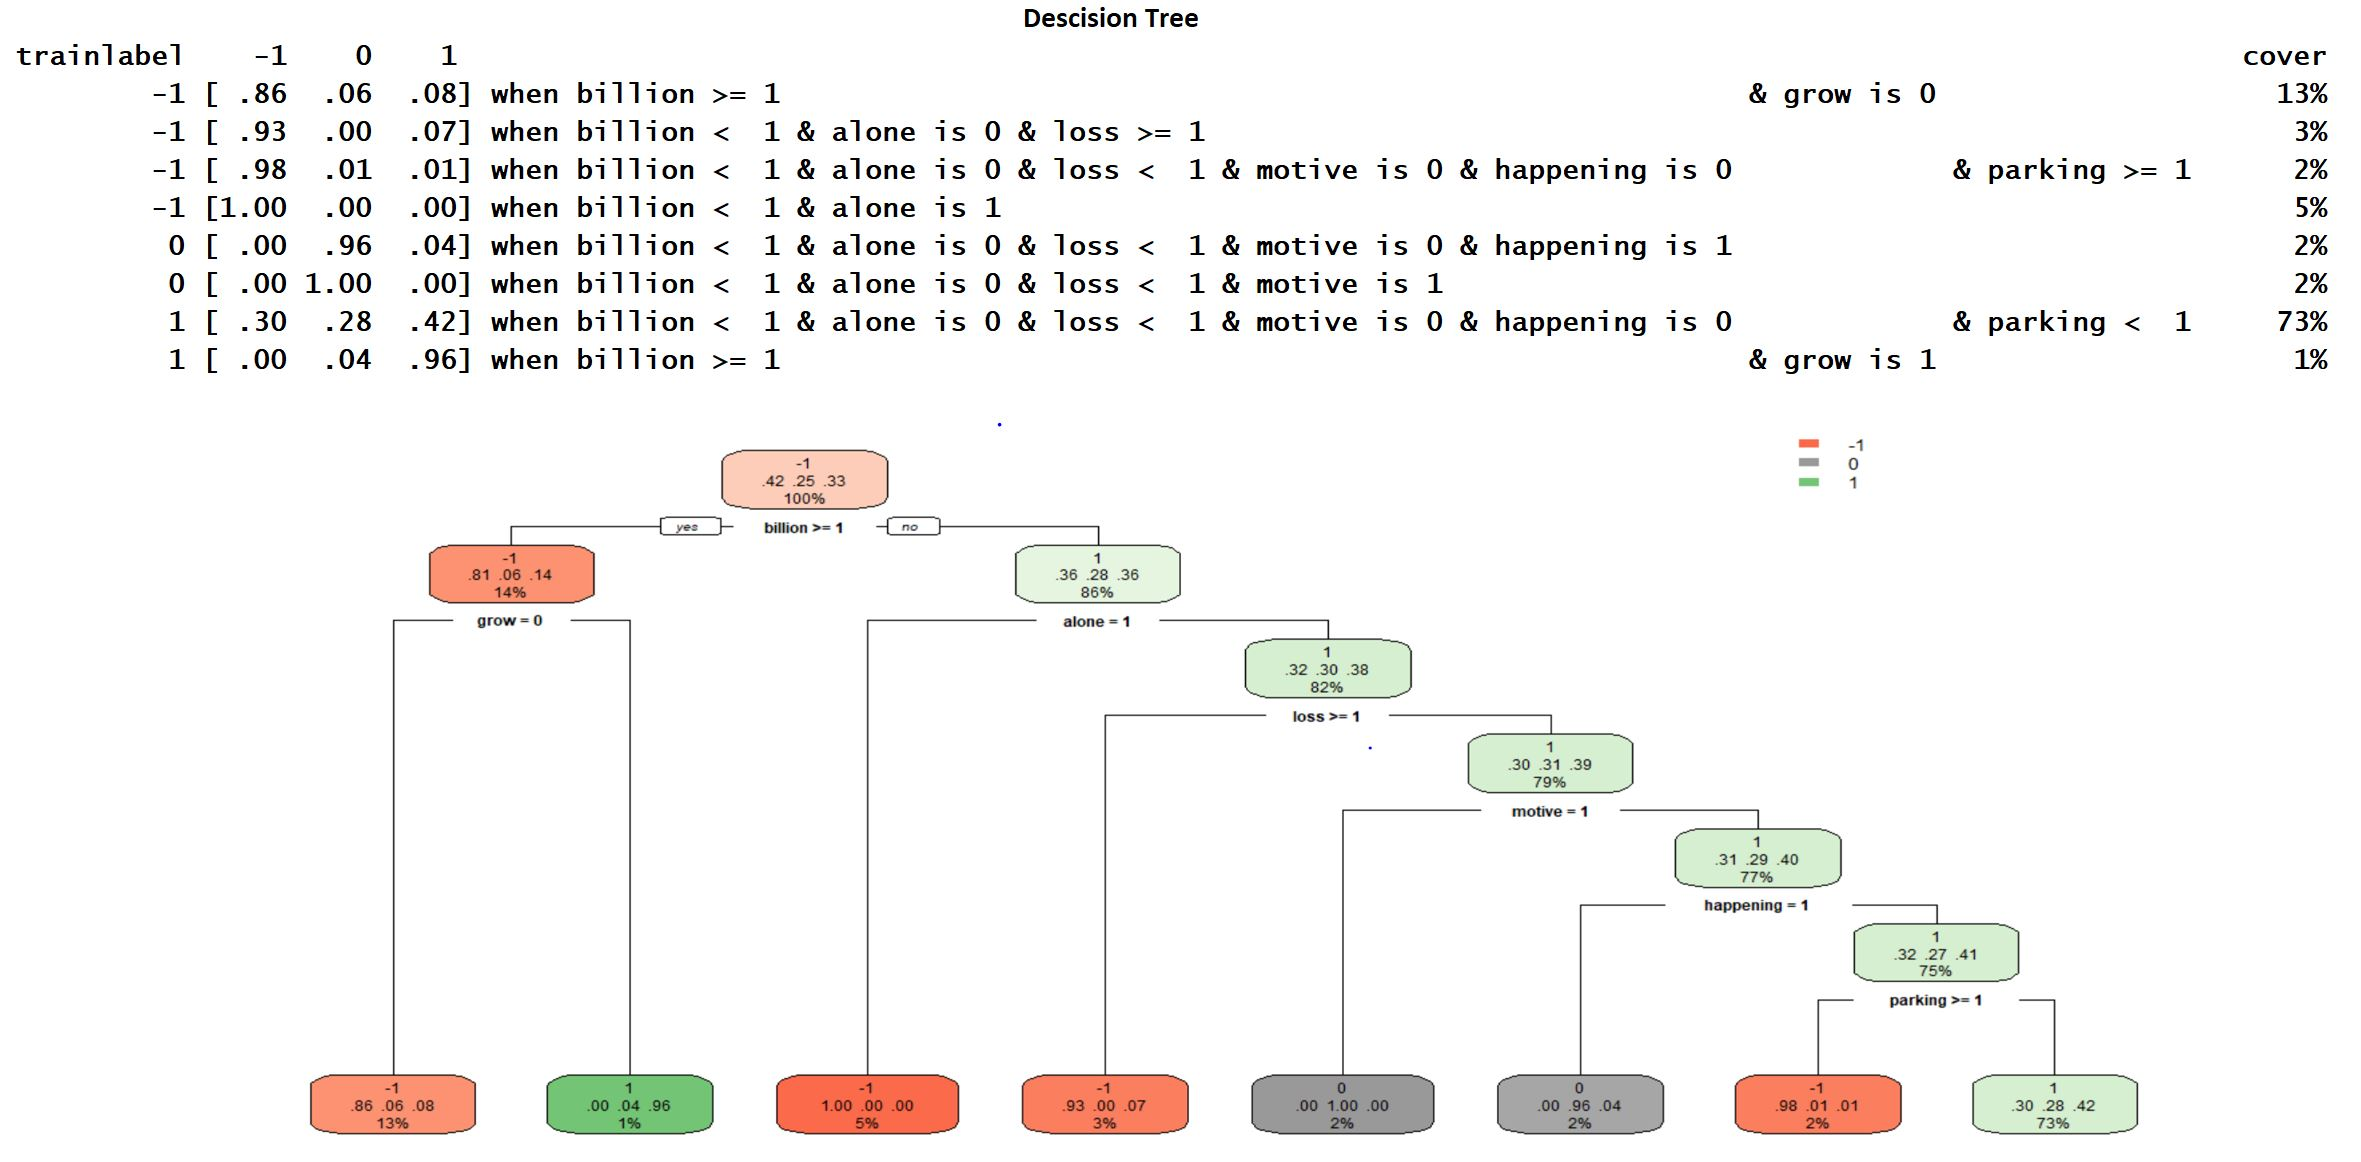 Descision Tree
trainlabel -1 0 1 cover
-1 [ .86 .06 .08] when billion >= 1 & grow is 0 13%
-1 [ .93 .00 .07] when billion < 1 & alone is 0 & loss >= 1 3%
-1 [ .98 .01 .01] when billion < 1 & alone is 0 & loss < 1 & motive is 0 & happening is 0 & parking >= 1 2%
-1 [1.00 .00 .00] when billion < 1 & alone is 1 5%
0 [ .00 .96 .04] when billion < 1 & alone is 0 & loss < 1 & motive is 0 & happening is 1 2%
0 [ .00 1.00 .00] when billion < 1 & alone is 0 & loss < 1 & motive is 1 2%
1 [ .30 .28 .42] when billion < 1 & alone is 0 & loss < 1 & motive is 0 & happening is 0 & parking < 1 73%
1 [ .00 .04 .96] when billion >= 1 & grow is 1 1%
-1
0
1
-1
.42 .25 .33
100%
yes billion >= 1 no
-1
.81 .06 .14
14%
grow = 0
1
.36 .28 .36
86%
alone = 1
1
.32 .30 .38
82%
loss >= 1
1
.30 .31 .39
79%
motive = 1
1
.31 .29 .40
77%
happening = 1
1
.32 .27 .41
75%
parking >= 1
-1
.86 .06 .08
13%
1
.00 .04 .96
1%
-1
1.00 .00 .00
5%
-1
.93 .00 .07
3%
0
.00 1.00 .00
2%
0
.00 .96 .04
2%
-1
.98 .01 .01
2%
1
.30 .28 .42
73%